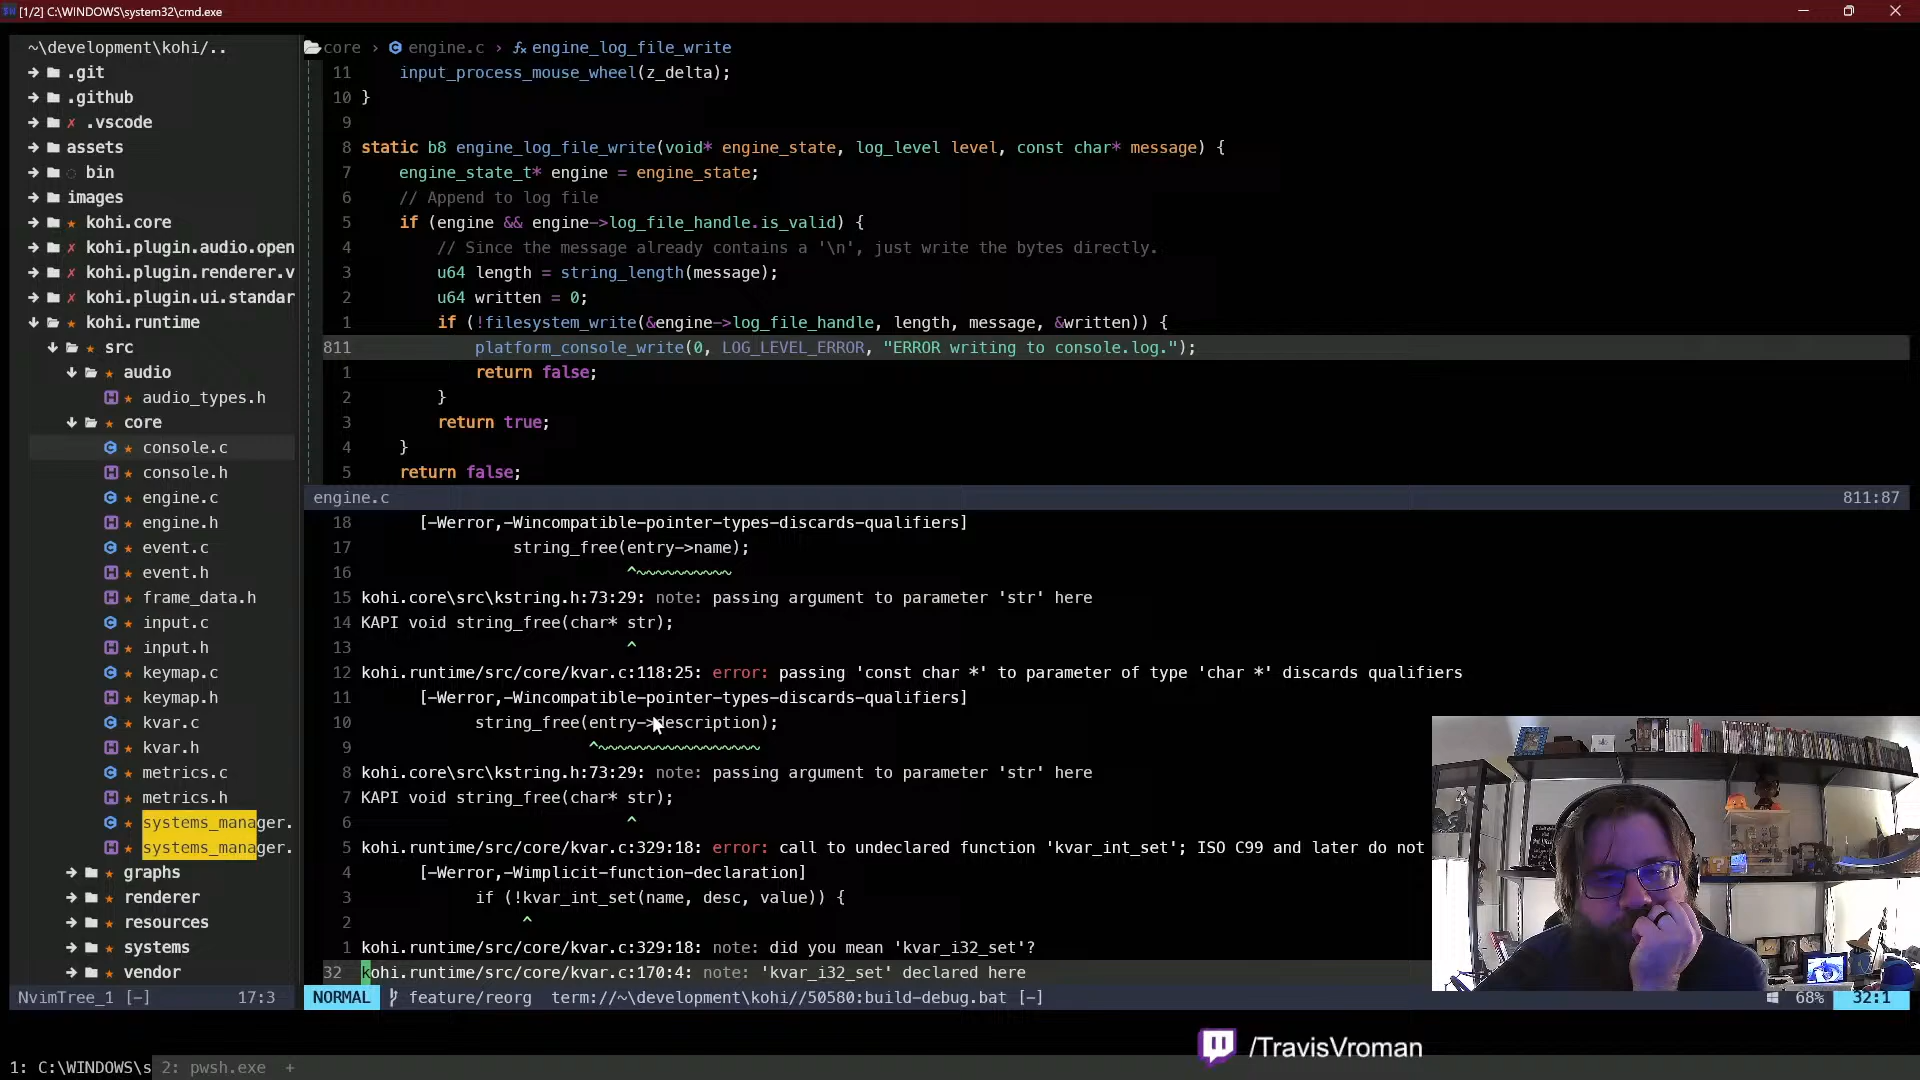 [1/2] C:\WINDOWS\system32\cmd.exe
~\development\kohi/..
.git
.github
✗ .vscode
assets
bin
images
kohi.core
✗ kohi.plugin.audio.open
✗ kohi.plugin.renderer.v
✗ kohi.plugin.ui.standar
kohi.runtime
src
audio
audio_types.h
core
console.c
console.h
engine.c
engine.h
event.c
event.h
frame_data.h
input.c
input.h
keymap.c
keymap.h
kvar.c
kvar.h
metrics.c
metrics.h
systems_manager.
systems_manager.
graphs
renderer
resources
systems
vendor
NvimTree_1 [-] 17:3
core › engine.c › engine_log_file_write
11 input_process_mouse_wheel(z_delta);
10 }
9
8 static b8 engine_log_file_write(void* engine_state, log_level level, const char* message) {
7 engine_state_t* engine = engine_state;
6 // Append to log file
5 if (engine && engine->log_file_handle.is_valid) {
4 // Since the message already contains a '\n', just write the bytes directly.
3 u64 length = string_length(message);
2 u64 written = 0;
1 if (!filesystem_write(&engine->log_file_handle, length, message, &written)) {
811 platform_console_write(0, LOG_LEVEL_ERROR, "ERROR writing to console.log.");
1 return false;
2 }
3 return true;
4 }
5 return false;
engine.c 811:87
18 [-Werror,-Wincompatible-pointer-types-discards-qualifiers]
17 string_free(entry->name);
16 ^~~~~~~~~~~
15 kohi.core\src\kstring.h:73:29: note: passing argument to parameter 'str' here
14 KAPI void string_free(char* str);
13 ^
12 kohi.runtime/src/core/kvar.c:118:25: error: passing 'const char *' to parameter of type 'char *' discards qualifiers
11 [-Werror,-Wincompatible-pointer-types-discards-qualifiers]
10 string_free(entry->description);
9 ^~~~~~~~~~~~~~~~~~
8 kohi.core\src\kstring.h:73:29: note: passing argument to parameter 'str' here
7 KAPI void string_free(char* str);
6 ^
5 kohi.runtime/src/core/kvar.c:329:18: error: call to undeclared function 'kvar_int_set'; ISO C99 and later do not
4 [-Werror,-Wimplicit-function-declaration]
3 if (!kvar_int_set(name, desc, value)) {
2 ^
1 kohi.runtime/src/core/kvar.c:329:18: note: did you mean 'kvar_i32_set'?
32 kohi.runtime/src/core/kvar.c:170:4: note: 'kvar_i32_set' declared here
NORMAL feature/reorg term://~\development\kohi//50580:build-debug.bat [-] 68% 32:1
/TravisVroman
1: C:\WINDOWS\s 2: pwsh.exe +